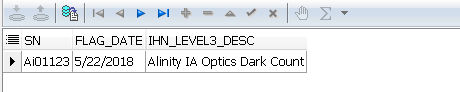 SN FLAG_DATE IHN_LEVEL3_DESC
Ai01123 5/22/2018 Alinity IA Optics Dark Count